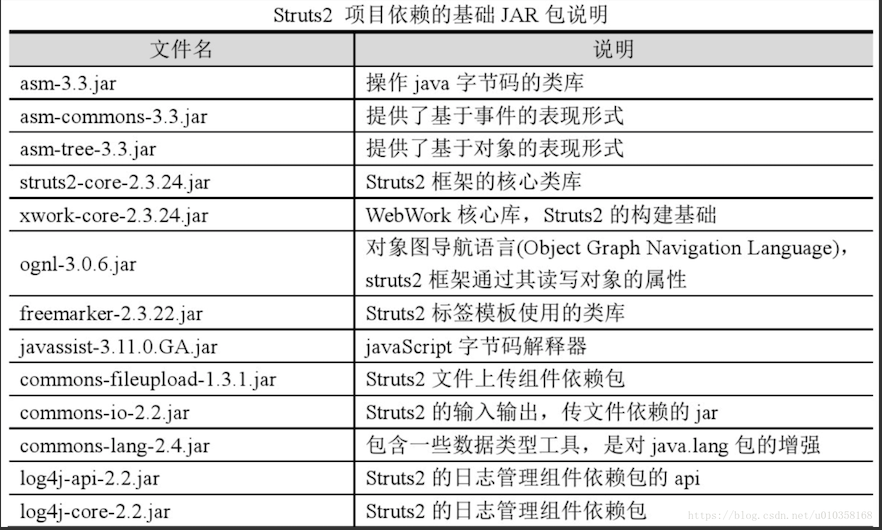 Struts2 项目依赖的基础 JAR 包说明
文件名 说明
asm-3.3.jar 操作 java 字节码的类库
asm-commons-3.3.jar 提供了基于事件的表现形式
asm-tree-3.3.jar 提供了基于对象的表现形式
struts2-core-2.3.24.jar Struts2 框架的核心类库
xwork-core-2.3.24.jar WebWork 核心库，Struts2 的构建基础
ognl-3.0.6.jar 对象图导航语言(Object Graph Navigation Language)，
struts2 框架通过其读写对象的属性
freemarker-2.3.22.jar Struts2 标签模板使用的类库
javassist-3.11.0.GA.jar javaScript 字节码解释器
commons-fileupload-1.3.1.jar Struts2 文件上传组件依赖包
commons-io-2.2.jar Struts2 的输入输出，传文件依赖的 jar
commons-lang-2.4.jar 包含一些数据类型工具，是对 java.lang 包的增强
log4j-api-2.2.jar Struts2 的日志管理组件依赖包的 api
log4j-core-2.2.jar Struts2 的日志管理组件依赖包
https://blog.csdn.net/u010358168